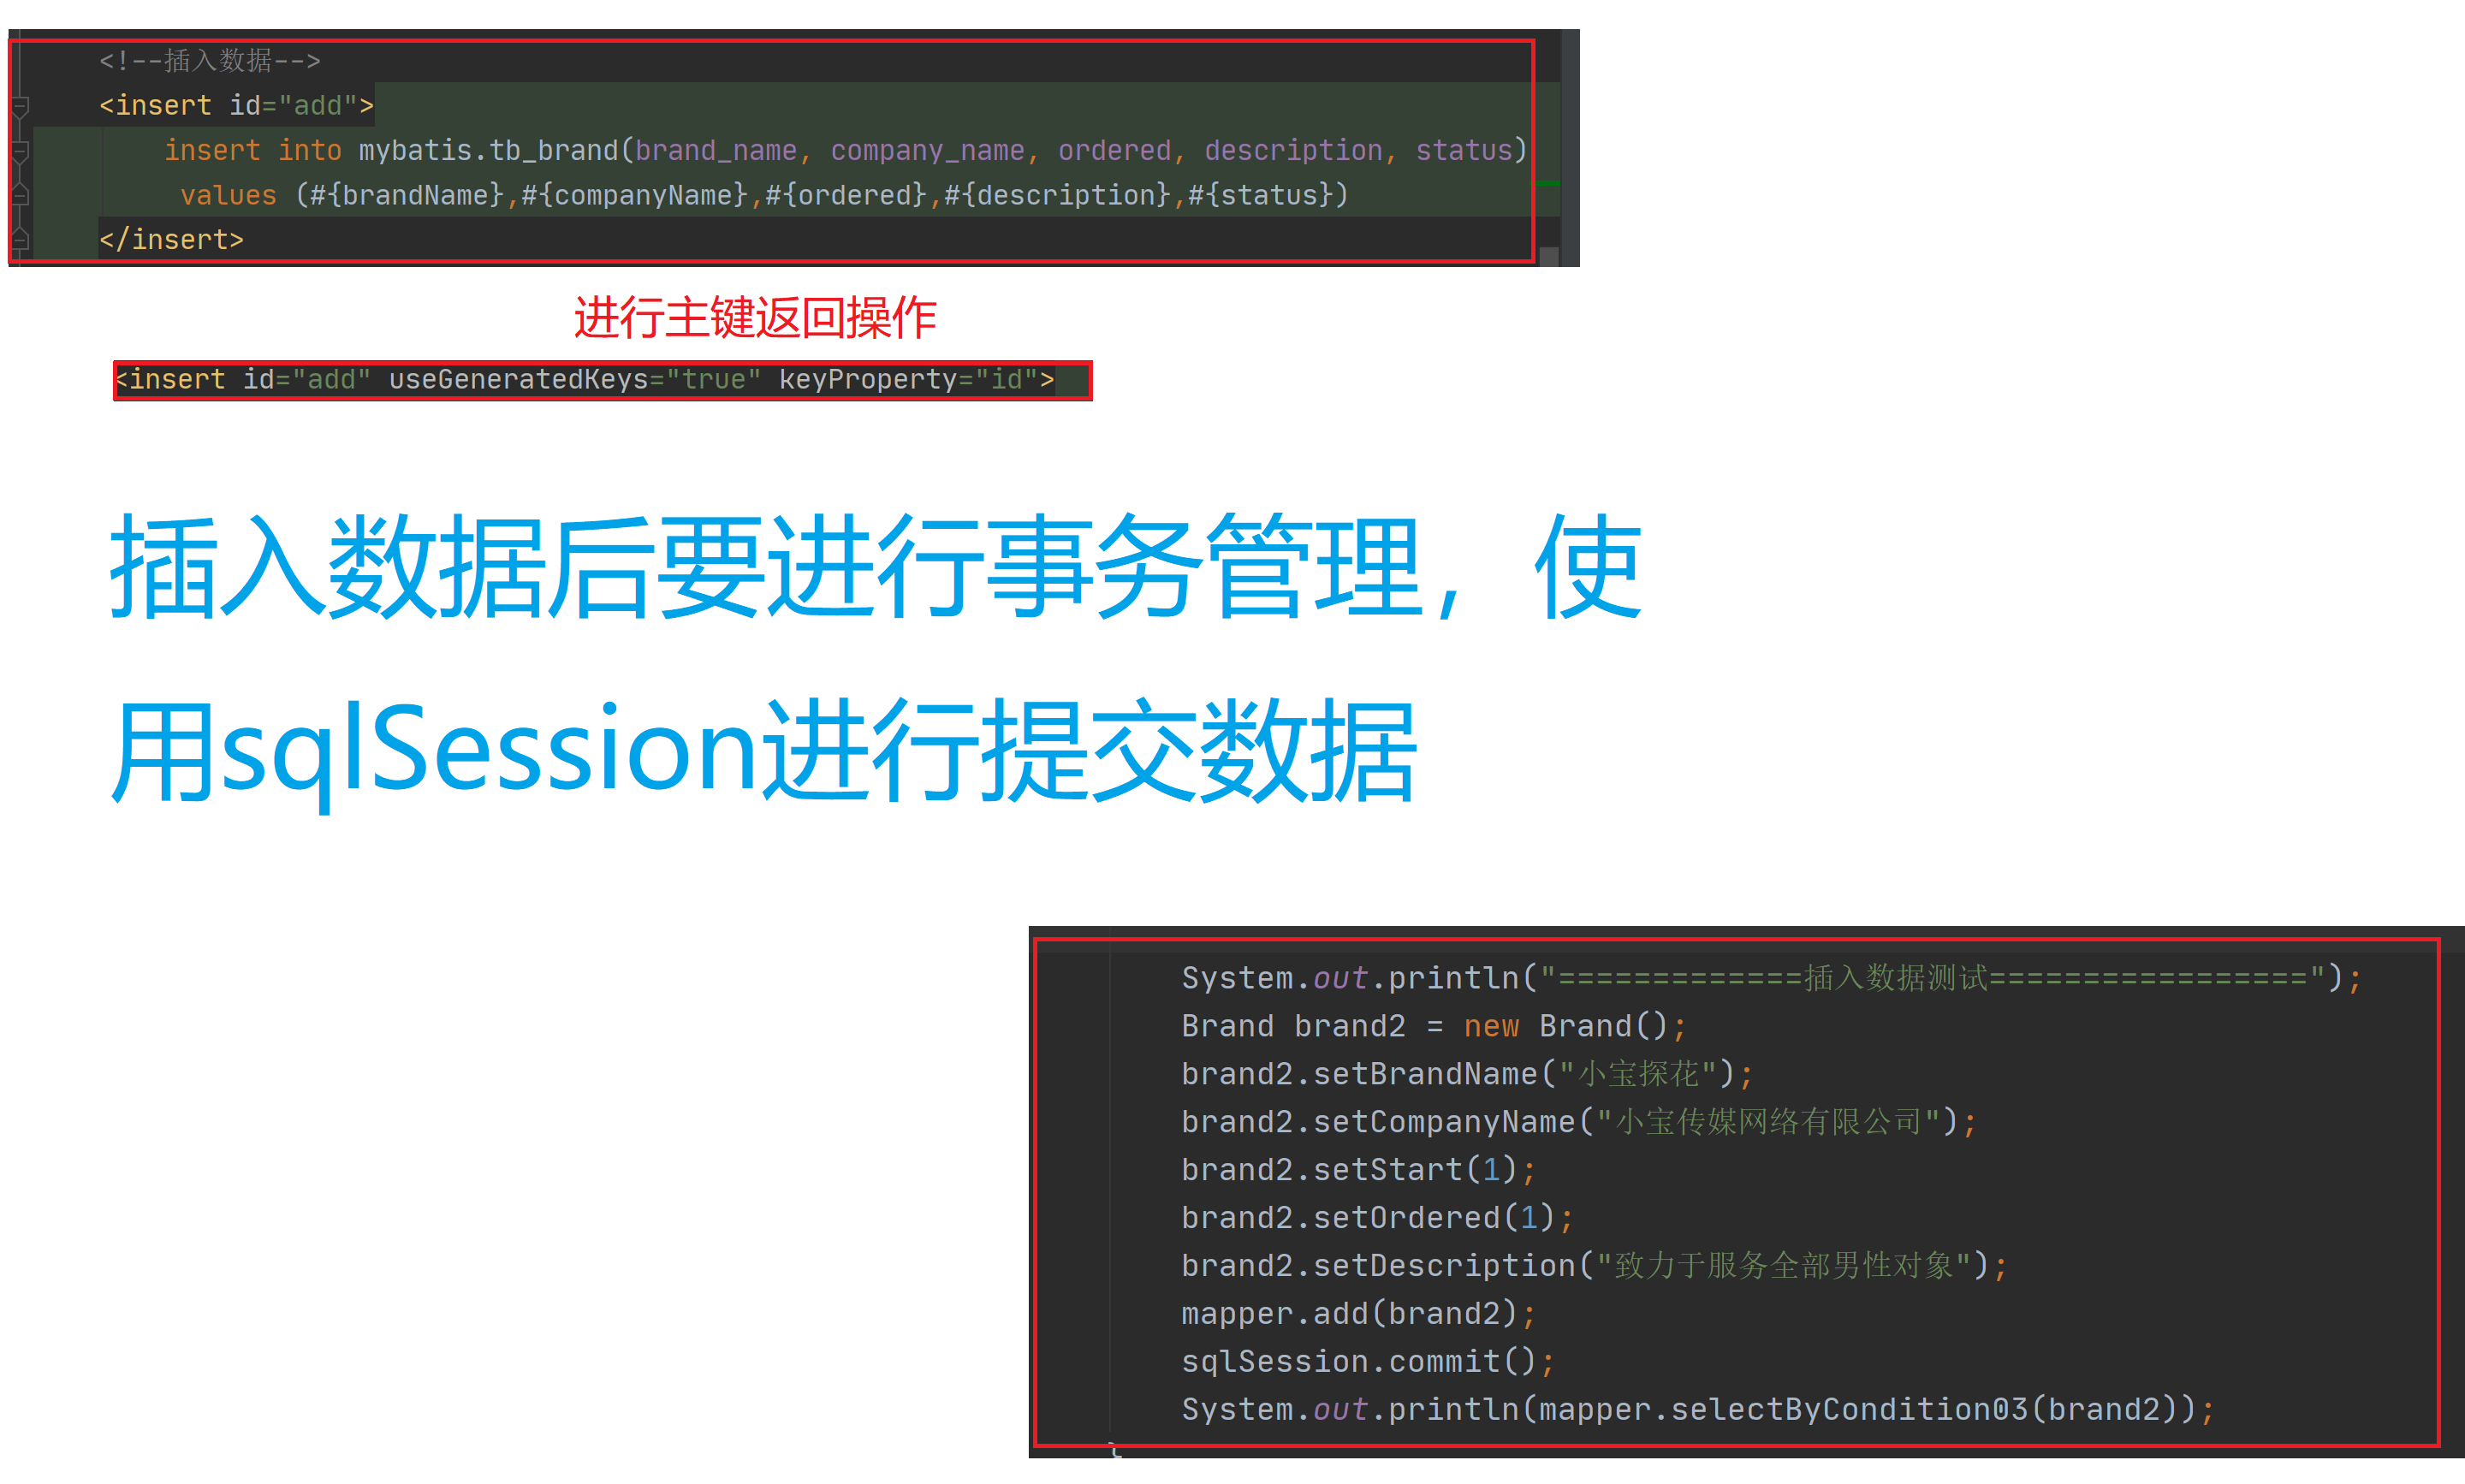 <!--插入数据-->
<insert id="add">
insert into mybatis.tb_brand(brand_name, company_name, ordered, description, status)
values (#{brandName},#{companyName},#{ordered},#{description},#{status})
</insert>
进行主键返回操作
<insert id="add" useGeneratedKeys="true" keyProperty="id">
插入数据后要进行事务管理，使
用sqlSession进行提交数据
System.out.println("=============插入数据测试=================");
Brand brand2 = new Brand();
brand2.setBrandName("小宝探花");
brand2.setCompanyName("小宝传媒网络有限公司");
brand2.setStart(1);
brand2.setOrdered(1);
brand2.setDescription("致力于服务全部男性对象");
mapper.add(brand2);
sqlSession.commit();
System.out.println(mapper.selectByCondition03(brand2));